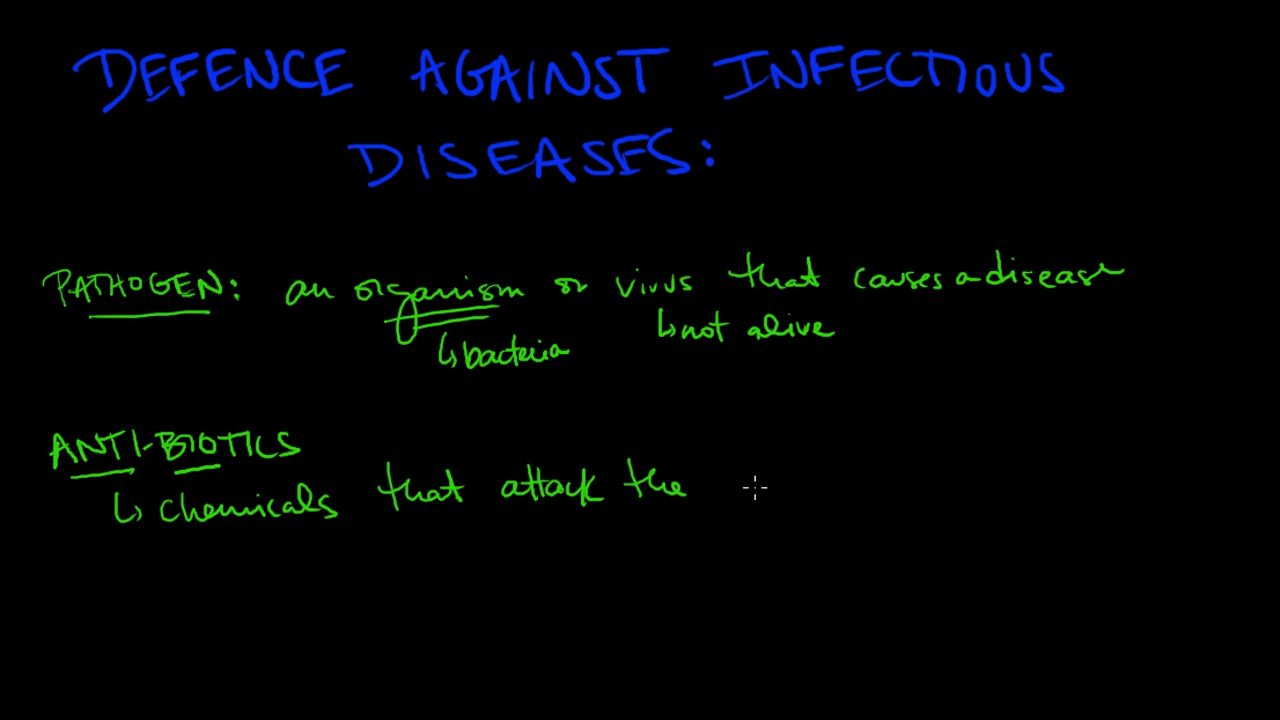 DEFENCE AGAINST INFECTIOUS
DISEASES:
PATHOGEN: an organism or virus that causes a disease
↳ bacteria ↳ not alive
ANTI-BIOTICS
↳ chemicals that attack the